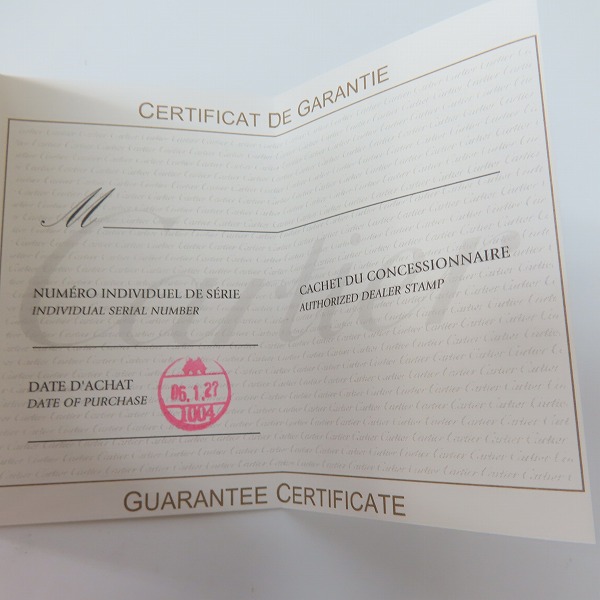 CERTIFICAT DE GARANTIE
M
Cartier
NUMÉRO INDIVIDUEL DE SÉRIE
INDIVIDUAL SERIAL NUMBER
CACHET DU CONCESSIONNAIRE
AUTHORIZED DEALER STAMP
DATE D'ACHAT
DATE OF PURCHASE
06.1.27
1004
GUARANTEE CERTIFICATE